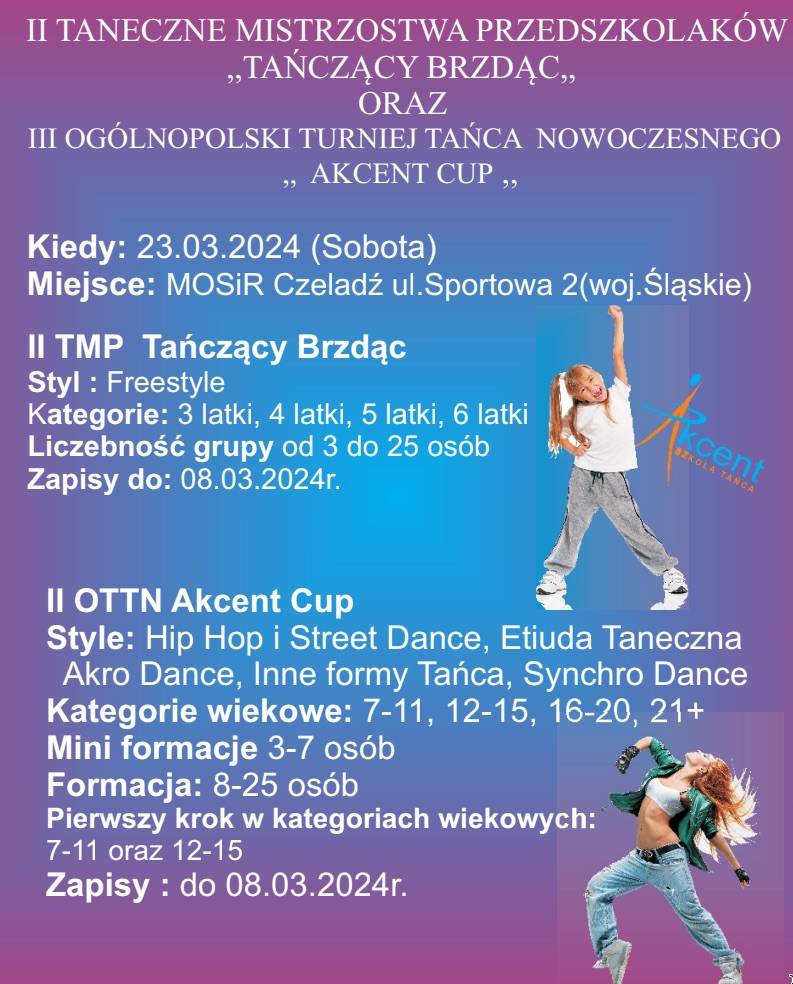 II TANECZNE MISTRZOSTWA PRZEDSZKOLAKÓW
,,TAŃCZĄCY BRZDĄC,,
ORAZ
III OGÓLNOPOLSKI TURNIEJ TAŃCA NOWOCZESNEGO
,, AKCENT CUP ,,
Kiedy: 23.03.2024 (Sobota)
Miejsce: MOSiR Czeladź ul.Sportowa 2(woj.Śląskie)
II TMP Tańczący Brzdąc
Styl : Freestyle
Kategorie: 3 latki, 4 latki, 5 latki, 6 latki
Liczebność grupy od 3 do 25 osób
Zapisy do: 08.03.2024r.
Akcent
SZKOŁA TAŃCA
II OTTN Akcent Cup
Style: Hip Hop i Street Dance, Etiuda Taneczna
Akro Dance, Inne formy Tańca, Synchro Dance
Kategorie wiekowe: 7-11, 12-15, 16-20, 21+
Mini formacje 3-7 osób
Formacja: 8-25 osób
Pierwszy krok w kategoriach wiekowych:
7-11 oraz 12-15
Zapisy : do 08.03.2024r.